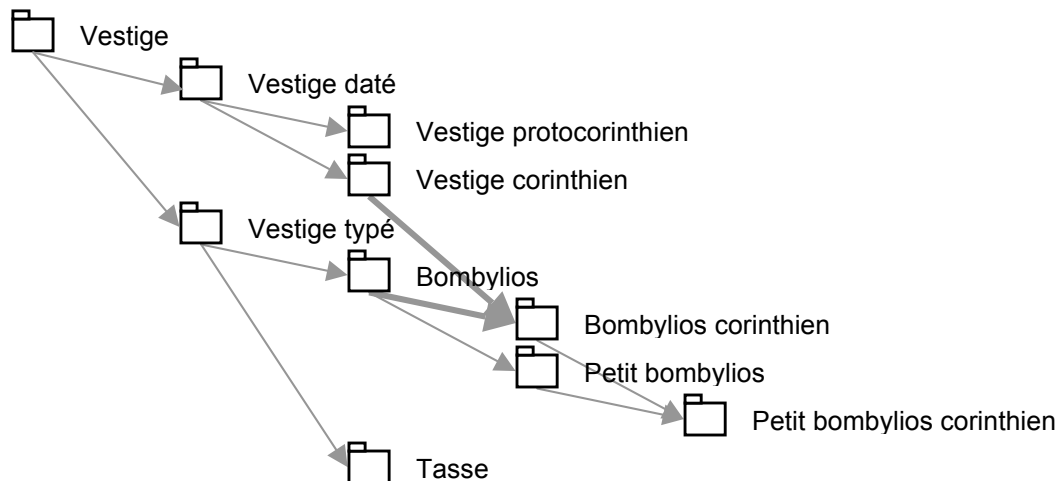 Vestige
Vestige daté
Vestige protocorinthien
Vestige corinthien
Vestige typé
Bombylios
Bombylios corinthien
Petit bombylios
Petit bombylios corinthien
Tasse